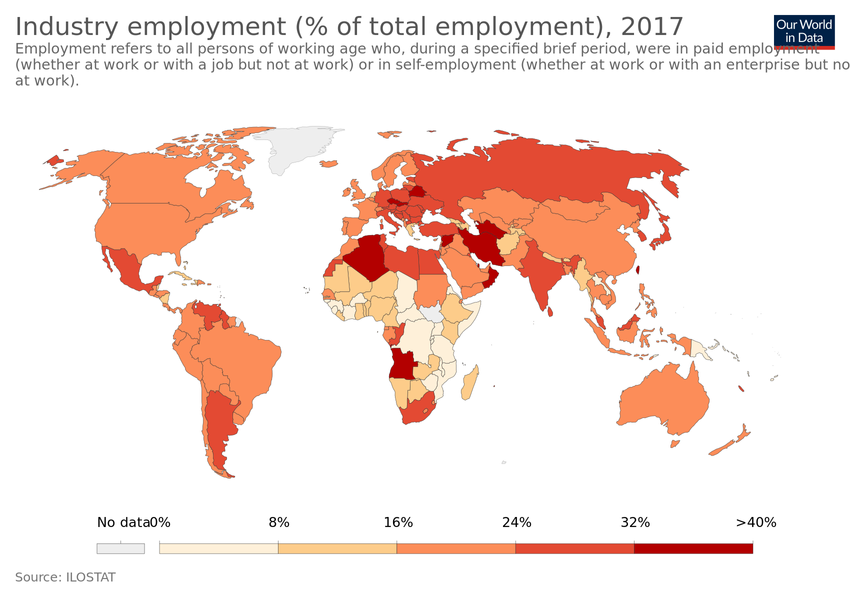 Industry employment (% of total employment), 2017
Our World
in Data
Employment refers to all persons of working age who, during a specified brief period, were in paid employment
(whether at work or with a job but not at work) or in self-employment (whether at work or with an enterprise but no
at work).
No data
0%
8%
16%
24%
32%
>40%
Source: ILOSTAT